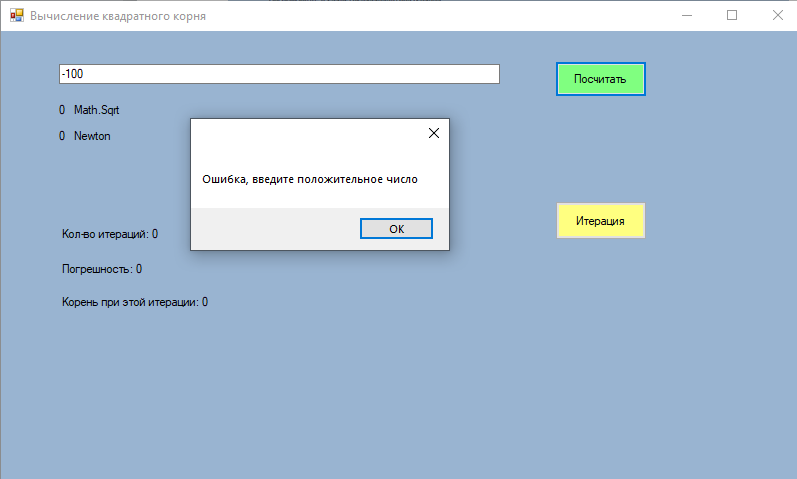 Вычисление квадратного корня
-100
Посчитать
0 Math.Sqrt
0 Newton
Ошибка, введите положительное число
OK
Итерация
Кол-во итераций: 0
Погрешность: 0
Корень при этой итерации: 0